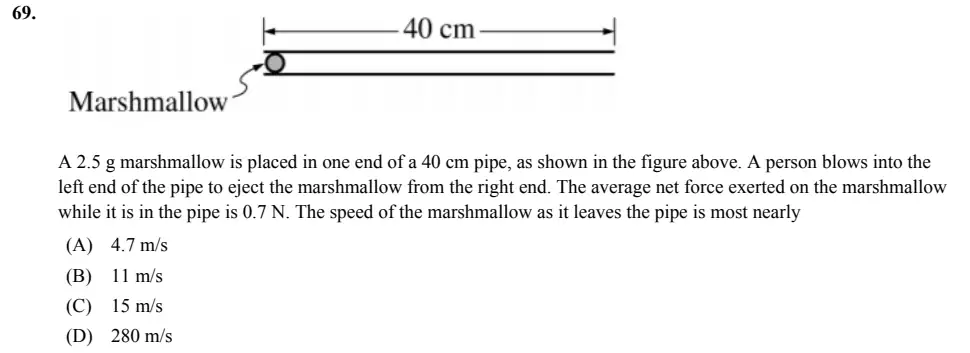 69.
40 cm
Marshmallow
A 2.5 g marshmallow is placed in one end of a 40 cm pipe, as shown in the figure above. A person blows into the
left end of the pipe to eject the marshmallow from the right end. The average net force exerted on the marshmallow
while it is in the pipe is 0.7 N. The speed of the marshmallow as it leaves the pipe is most nearly
(A) 4.7 m/s
(B) 11 m/s
(C) 15 m/s
(D) 280 m/s